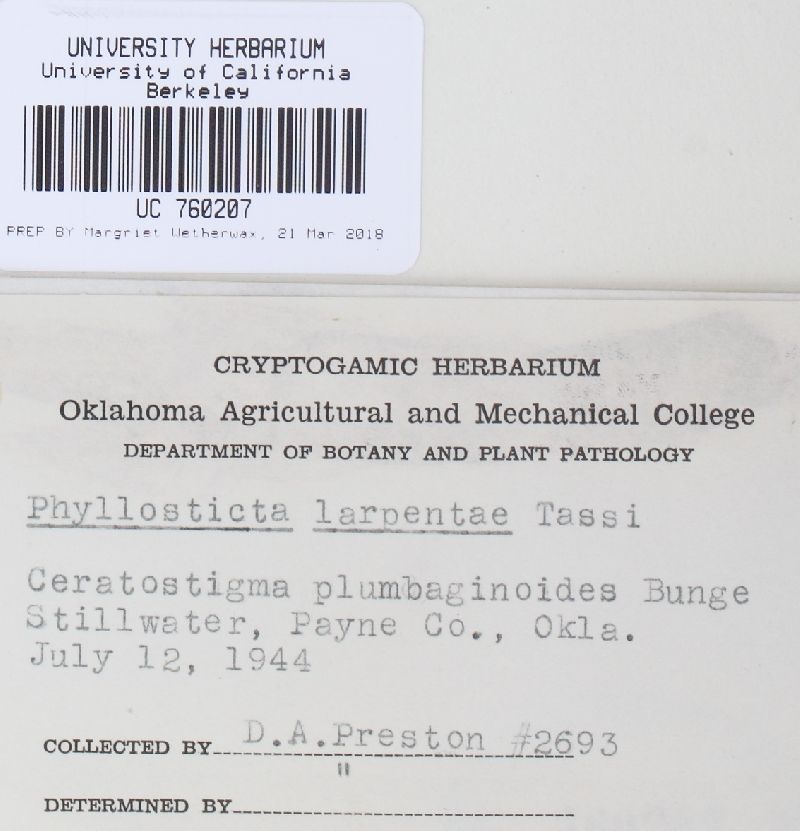 UNIVERSITY HERBARIUM
University of California
Berkeley
UC 760207
PREP BY Margriet Wetherwax, 21 Mar 2018
CRYPTOGAMIC HERBARIUM
Oklahoma Agricultural and Mechanical College
DEPARTMENT OF BOTANY AND PLANT PATHOLOGY
Phyllosticta larpentae Tassi
Ceratostigma plumbaginoides Bunge
Stillwater, Payne Co., Okla.
July 12, 1944
COLLECTED BY D.A.Preston #2693
"
DETERMINED BY